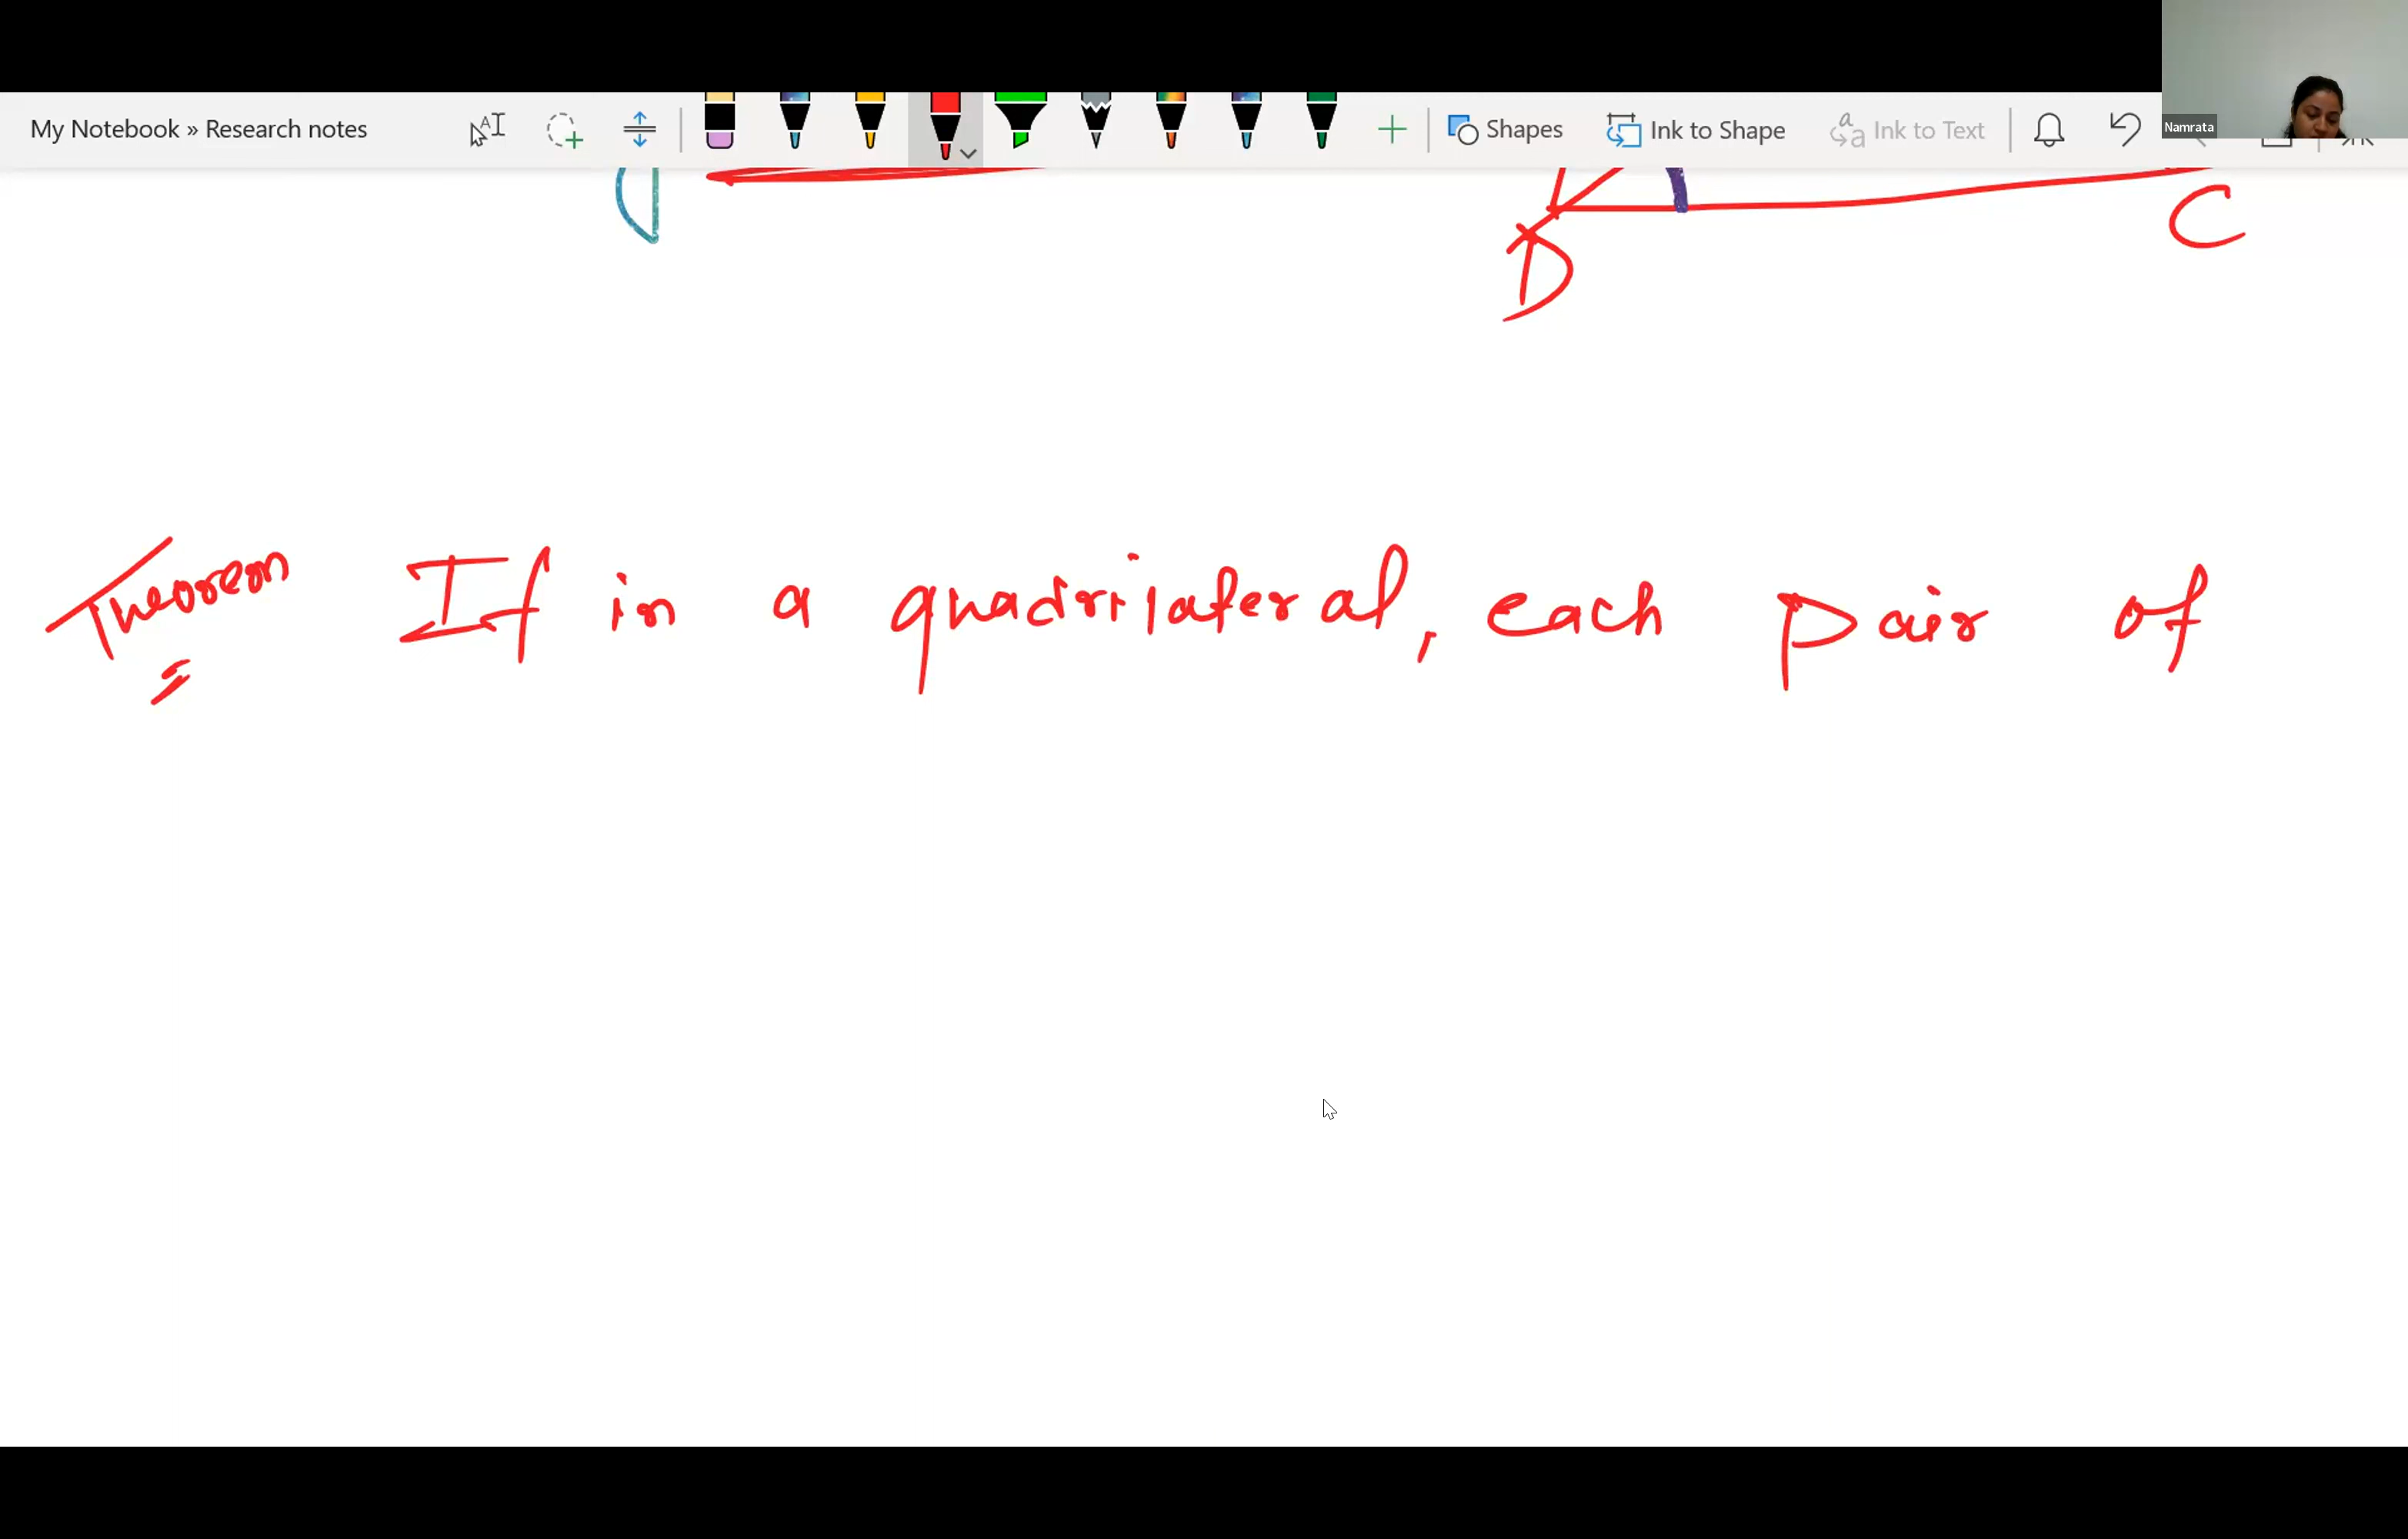 Namrata
My Notebook » Research notes
Shapes
Ink to Shape
Ink to Text
C
D
Theorem If in a quadrilateral, each pair of